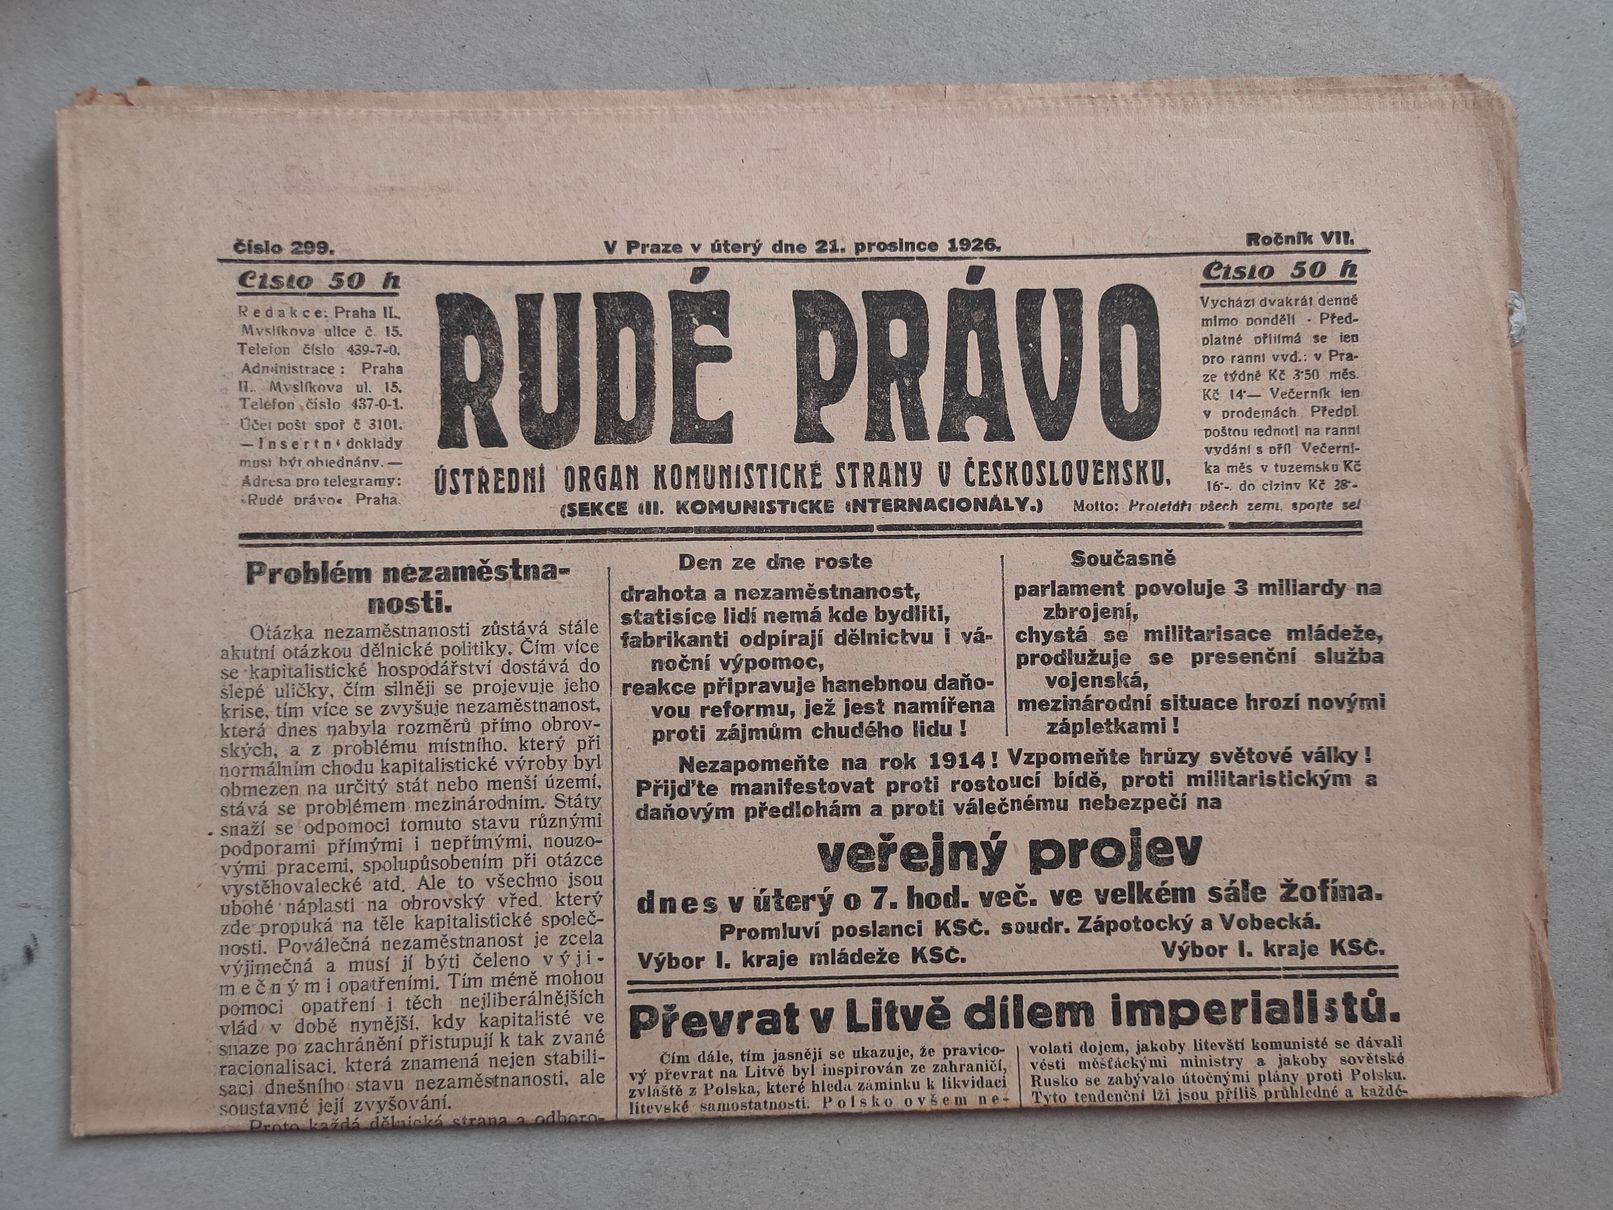 Číslo 299.
V Praze v úterý dne 21. prosince 1926.
Ročník VII.
Číslo 50 h
Redakce: Praha II.,
Myslíkova ulice č. 15.
Telefon číslo 439-7-0.
Administrace: Praha
II., Myslíkova ul. 15.
Telefon číslo 437-0-1.
Účet pošt spoř č 3101.
— Insertní doklady
musí být objednány. —
Adresa pro telegramy:
»Rudé právo« Praha.
RUDÉ PRÁVO
ÚSTŘEDNÍ ORGAN KOMUNISTICKÉ STRANY V ČESKOSLOVENSKU.
(SEKCE III. KOMUNISTICKÉ INTERNACIONÁLY.)
Motto: Proletáři všech zemí, spojte se!
Číslo 50 h
Vychází dvakrát denně
mimo pondělí - Před-
platné přijímá se jen
pro ranní vyd.: v Pra-
ze týdně Kč 3·50 měs.
Kč 14·— Večerník jen
v prodejnách Předpl.
poštou jednotl na ranní
vydání s příl Večerní-
ka měs v tuzemsku Kč
16·-, do ciziny Kč 28·-
Problém nezaměstna-
nosti.
Otázka nezaměstnanosti zůstává stále
akutní otázkou dělnické politiky. Čím více
se kapitalistické hospodářství dostává do
slepé uličky, čím silněji se projevuje jeho
krise, tím více se zvyšuje nezaměstnanost,
která dnes nabyla rozměrů přímo obrov-
ských, a z problému místního, který při
normálním chodu kapitalistické výroby byl
obmezen na určitý stát nebo menší území,
stává se problémem mezinárodním. Státy
snaží se odpomoci tomuto stavu různými
podporami přímými i nepřímými, nouzo-
vými pracemi, spolupůsobením při otázce
vystěhovalecké atd. Ale to všechno jsou
ubohé náplasti na obrovský vřed, který
zde propuká na těle kapitalistické společ-
nosti. Poválečná nezaměstnanost je zcela
výjimečná a musí jí býti čeleno výji-
mečnými opatřeními. Tím méně mohou
pomoci opatření i těch nejliberálnějších
vlád v době nynější, kdy kapitalisté ve
snaze po zachránění přistupují k tak zvané
racionalisaci, která znamená nejen stabili-
saci dnešního stavu nezaměstnanosti, ale
soustavné její zvyšování.
Proto každá dělnická strana a odboro-
Den ze dne roste
drahota a nezaměstnanost,
statisíce lidí nemá kde bydliti,
fabrikanti odpírají dělnictvu i vá-
noční výpomoc,
reakce připravuje hanebnou daňo-
vou reformu, jež jest namířena
proti zájmům chudého lidu!
Současně
parlament povoluje 3 miliardy na
zbrojení,
chystá se militarisace mládeže,
prodlužuje se presenční služba
vojenská,
mezinárodní situace hrozí novými
zápletkami!
Nezapomeňte na rok 1914! Vzpomeňte hrůzy světové války!
Přijďte manifestovat proti rostoucí bídě, proti militaristickým a
daňovým předlohám a proti válečnému nebezpečí na
veřejný projev
dnes v úterý o 7. hod. več. ve velkém sále Žofína.
Promluví poslanci KSČ. soudr. Zápotocký a Vobecká.
Výbor I. kraje mládeže KSČ.
Výbor I. kraje KSČ.
Převrat v Litvě dílem imperialistů.
Čím dále, tím jasněji se ukazuje, že pravico-
vý převrat na Litvě byl inspirován ze zahraničí,
zvláště z Polska, které hledá záminku k likvidaci
litevské samostatnosti. Polsko ovšem ne-
volati dojem, jakoby litevští komunisté se dávali
vésti měšťáckými ministry a jakoby sovětské
Rusko se zabývalo útočnými plány proti Polsku.
Tyto tendenční lži jsou příliš průhledné a každé-